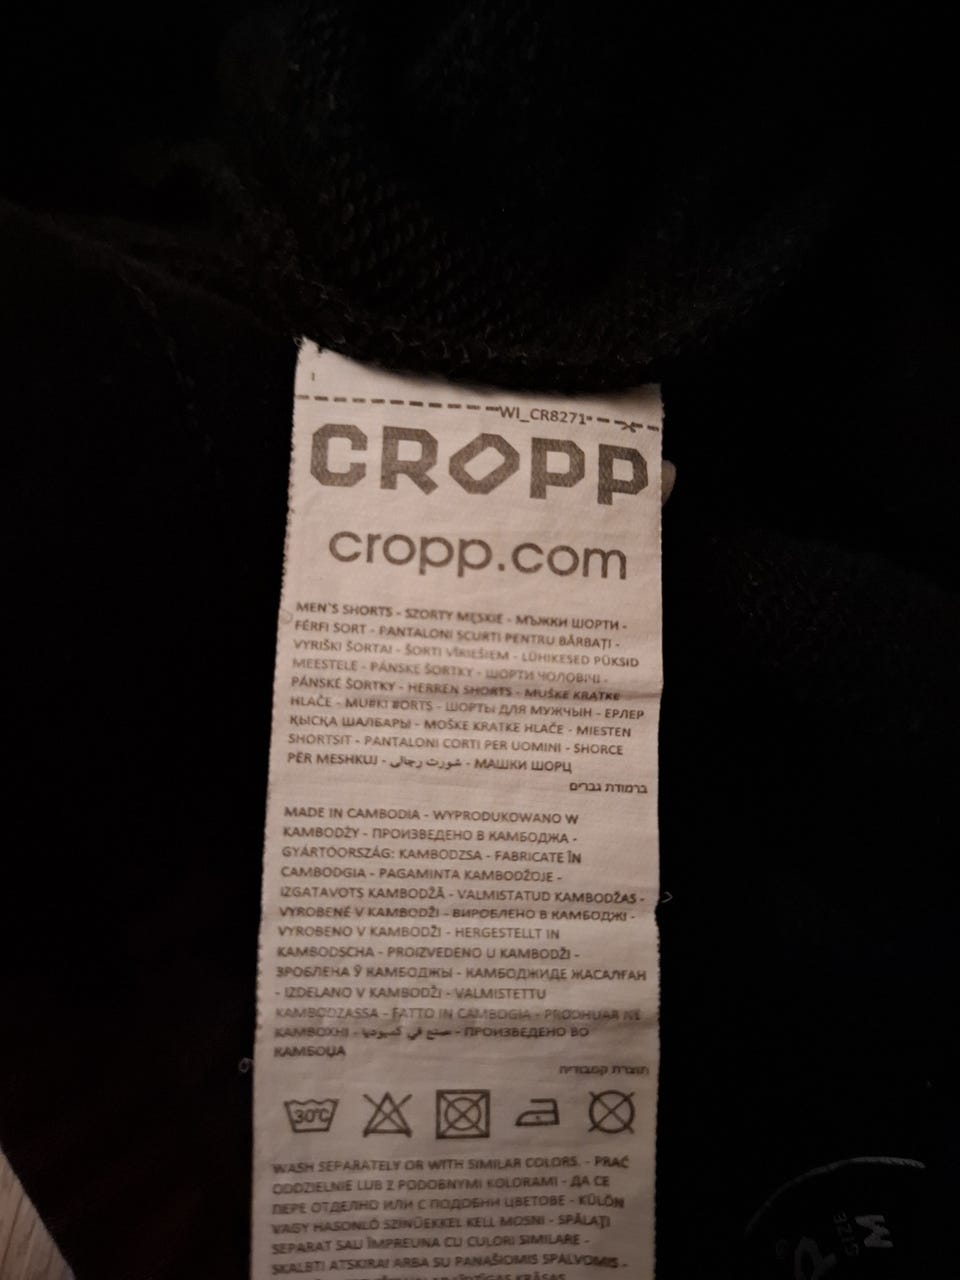 WI_CR8271
CROPP
cropp.com
MEN`S SHORTS - SZORTY MĘSKIE - МЪЖКИ ШОРТИ -
FÉRFI SORT - PANTALONI SCURTI PENTRU BĂRBAȚI -
VYRIŠKI ŠORTAI - ŠORTI VĪRIEŠIEM - LÜHIKESED PÜKSID
MEESTELE - PÁNSKE ŠORTKY - ШОРТИ ЧОЛОВІЧІ -
PÁNSKÉ ŠORTKY - HERREN SHORTS - MUŠKE KRATKE
HLAČE - ШОРТЫ ДЛЯ МУЖЧЫН - ЕРЛЕР
ҚЫСҚА ШАЛБАРЫ - MOŠKE KRATKE HLAČE - MIESTEN
SHORTSIT - PANTALONI CORTI PER UOMINI - SHORCE
PËR MESHKUJ - شورت رجالي - МАШКИ ШОРЦ
ברמודת גברים
MADE IN CAMBODIA - WYPRODUKOWANO W
KAMBODŻY - ПРОИЗВЕДЕНО В КАМБОДЖА -
GYÁRTÓORSZÁG: KAMBODZSA - FABRICATE ÎN
CAMBODGIA - PAGAMINTA KAMBODŽOJE -
IZGATAVOTS KAMBODŽĀ - VALMISTATUD KAMBODŽAS -
VYROBENÉ V KAMBODŽI - ВИРОБЛЕНО В КАМБОДЖІ -
VYROBENO V KAMBODŽI - HERGESTELLT IN
KAMBODSCHA - PROIZVEDENO U KAMBODŽI -
ЗРОБЛЕНА Ў КАМБОДЖЫ - КАМБОДЖИДЕ ЖАСАЛҒАН
- IZDELANO V KAMBODŽI - VALMISTETTU
KAMBODZASSA - FATTO IN CAMBOGIA - PRODHUAR NË
KAMBOXHI - صنع في كمبوديا - ПРОИЗВЕДЕНО ВО
КАМБОЏА
תוצרת קמבודיה
30°C
WASH SEPARATELY OR WITH SIMILAR COLORS. - PRAĆ
ODDZIELNIE LUB Z PODOBNYMI KOLORAMI - ДА СЕ
ПЕРЕ ОТДЕЛНО ИЛИ С ПОДОБНИ ЦВЕТОВЕ - KÜLÖN
VAGY HASONLÓ SZÍNŰEKKEL KELL MOSNI - SPĂLAȚI
SEPARAT SAU ÎMPREUNA CU CULORI SIMILARE -
SKALBTI ATSKIRAI ARBA SU PANAŠIOMIS SPALVOMIS -
SIZE
M
P